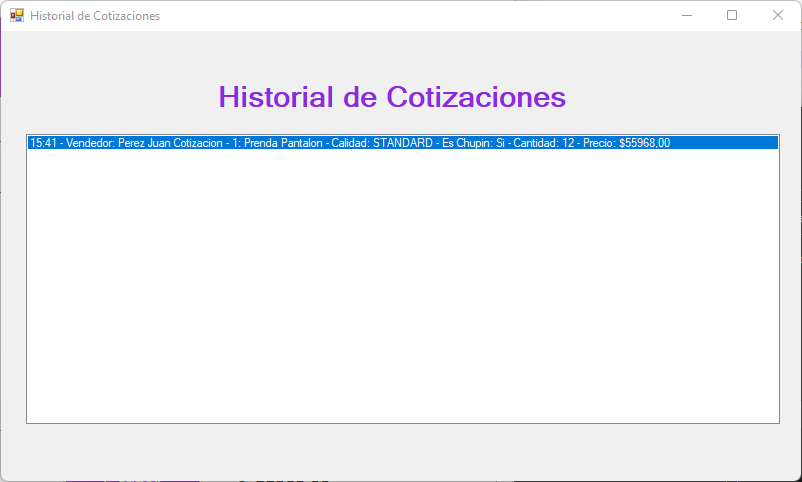 Historial de Cotizaciones
Historial de Cotizaciones
15:41 - Vendedor: Perez Juan Cotizacion - 1: Prenda Pantalon - Calidad: STANDARD - Es Chupin: Si - Cantidad: 12 - Precio: $55968,00